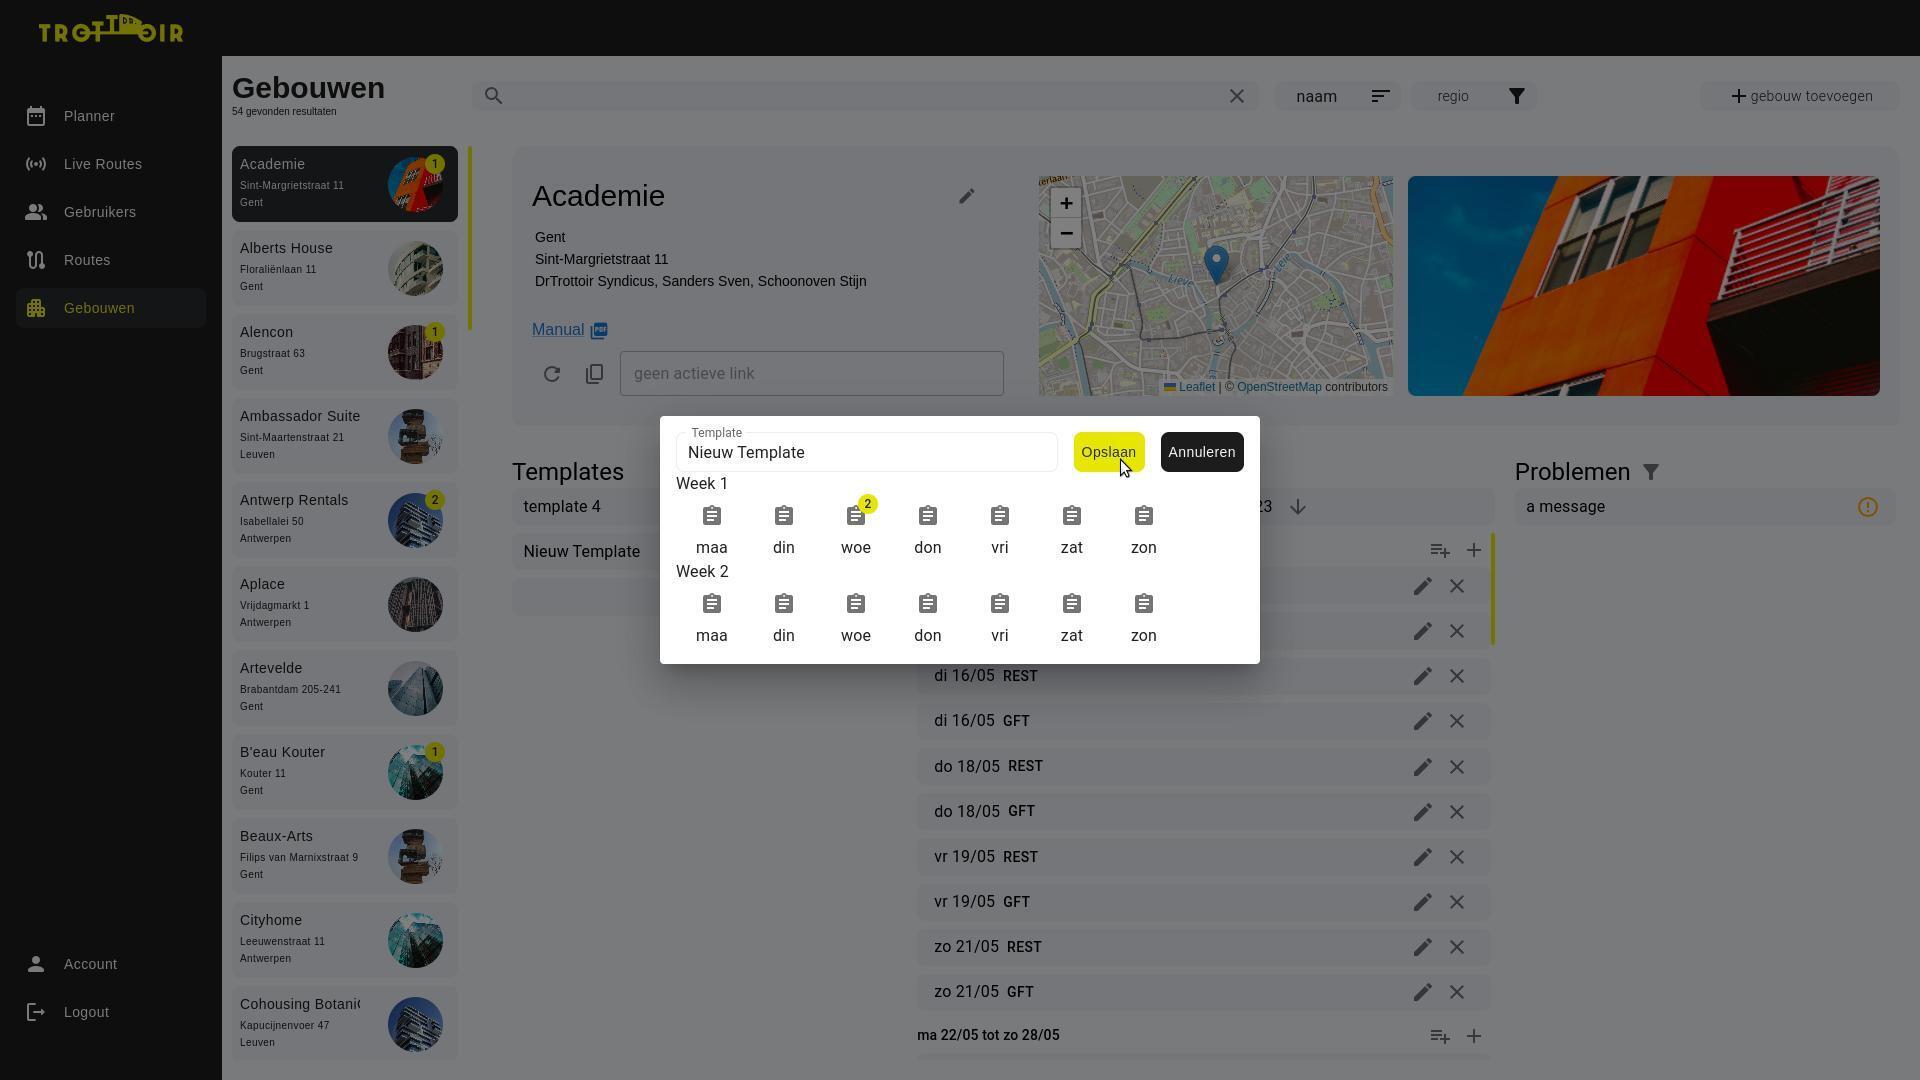 TROTTOIR
DR.
Planner
Live Routes
Gebruikers
Routes
Gebouwen
Account
Logout
Gebouwen
54 gevonden resultaten
naam
regio
gebouw toevoegen
Academie
Sint-Margrietstraat 11
Gent
1
Alberts House
Floraliënlaan 11
Gent
Alencon
Brugstraat 63
Gent
1
Ambassador Suite
Sint-Maartenstraat 21
Leuven
Antwerp Rentals
Isabellalei 50
Antwerpen
2
Aplace
Vrijdagmarkt 1
Antwerpen
Artevelde
Brabantdam 205-241
Gent
B'eau Kouter
Kouter 11
Gent
1
Beaux-Arts
Filips van Marnixstraat 9
Gent
Cityhome
Leeuwenstraat 11
Antwerpen
Cohousing Botani
Kapucijnenvoer 47
Leuven
Academie
Gent
Sint-Margrietstraat 11
DrTrottoir Syndicus, Sanders Sven, Schoonoven Stijn
Manual
PDF
geen actieve link
+
−
Lieve
Leie
Leaflet | © OpenStreetMap contributors
Templates
template 4
Nieuw Template
Template
Nieuw Template
Opslaan
Annuleren
Week 1
2
maa din woe don vri zat zon
Week 2
maa din woe don vri zat zon
23
di 16/05 REST
di 16/05 GFT
do 18/05 REST
do 18/05 GFT
vr 19/05 REST
vr 19/05 GFT
zo 21/05 REST
zo 21/05 GFT
ma 22/05 tot zo 28/05
Problemen
a message